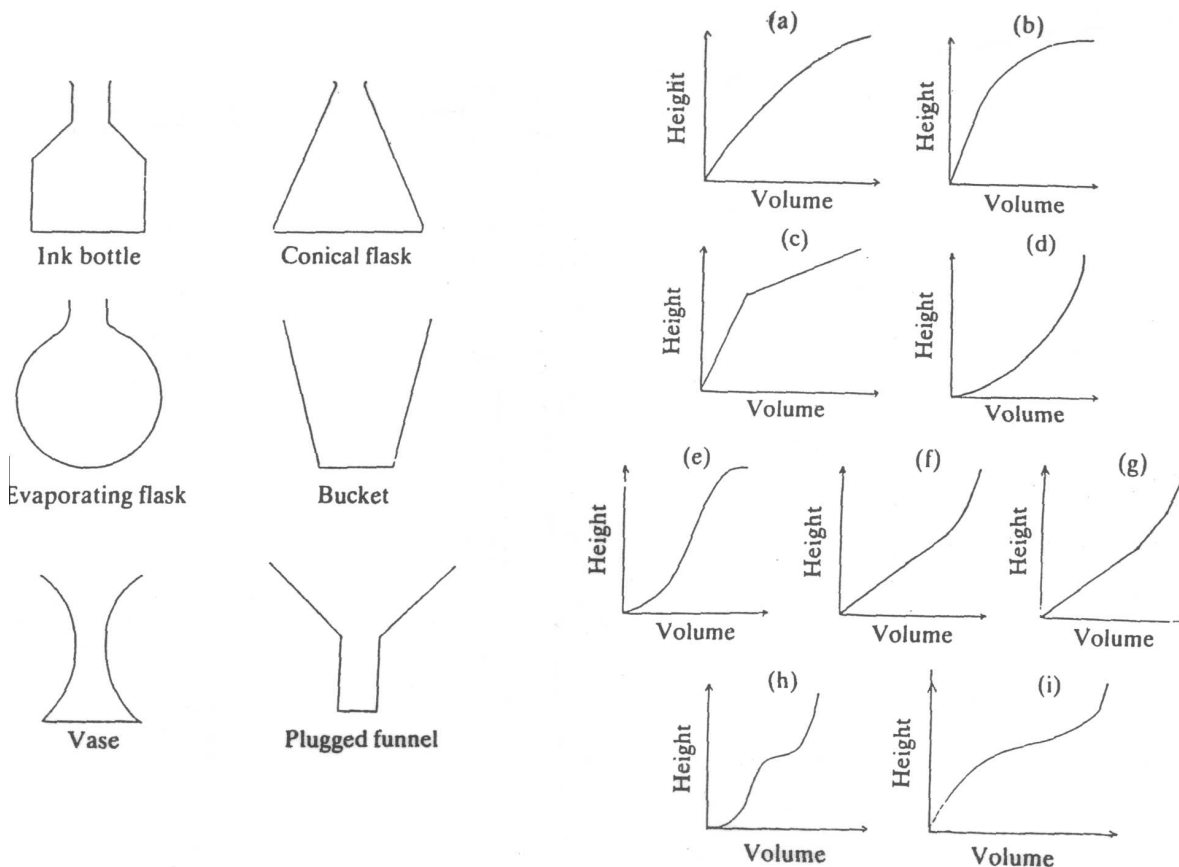 (a)
(b)
Height
Height
Volume
Volume
Ink bottle
Conical flask
(c)
(d)
Height
Height
Volume
Volume
Evaporating flask
Bucket
(e)
(f)
(g)
Height
Height
Height
Volume
Volume
Volume
Vase
Plugged funnel
(h)
(i)
Height
Height
Volume
Volume